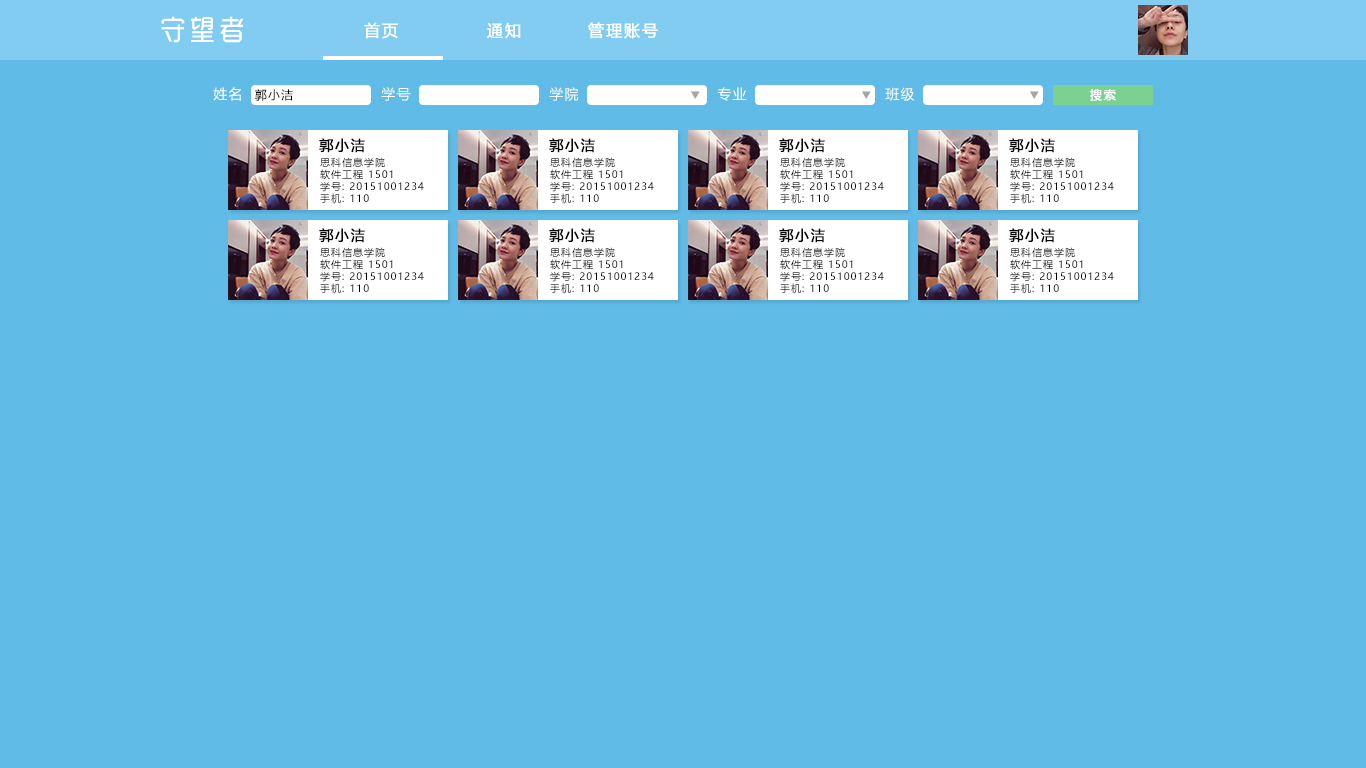 守望者 首页 通知 管理账号
姓名 郭小洁 学号 学院 专业 班级 搜索
郭小洁
思科信息学院
软件工程 1501
学号: 20151001234
手机: 110
郭小洁
思科信息学院
软件工程 1501
学号: 20151001234
手机: 110
郭小洁
思科信息学院
软件工程 1501
学号: 20151001234
手机: 110
郭小洁
思科信息学院
软件工程 1501
学号: 20151001234
手机: 110
郭小洁
思科信息学院
软件工程 1501
学号: 20151001234
手机: 110
郭小洁
思科信息学院
软件工程 1501
学号: 20151001234
手机: 110
郭小洁
思科信息学院
软件工程 1501
学号: 20151001234
手机: 110
郭小洁
思科信息学院
软件工程 1501
学号: 20151001234
手机: 110